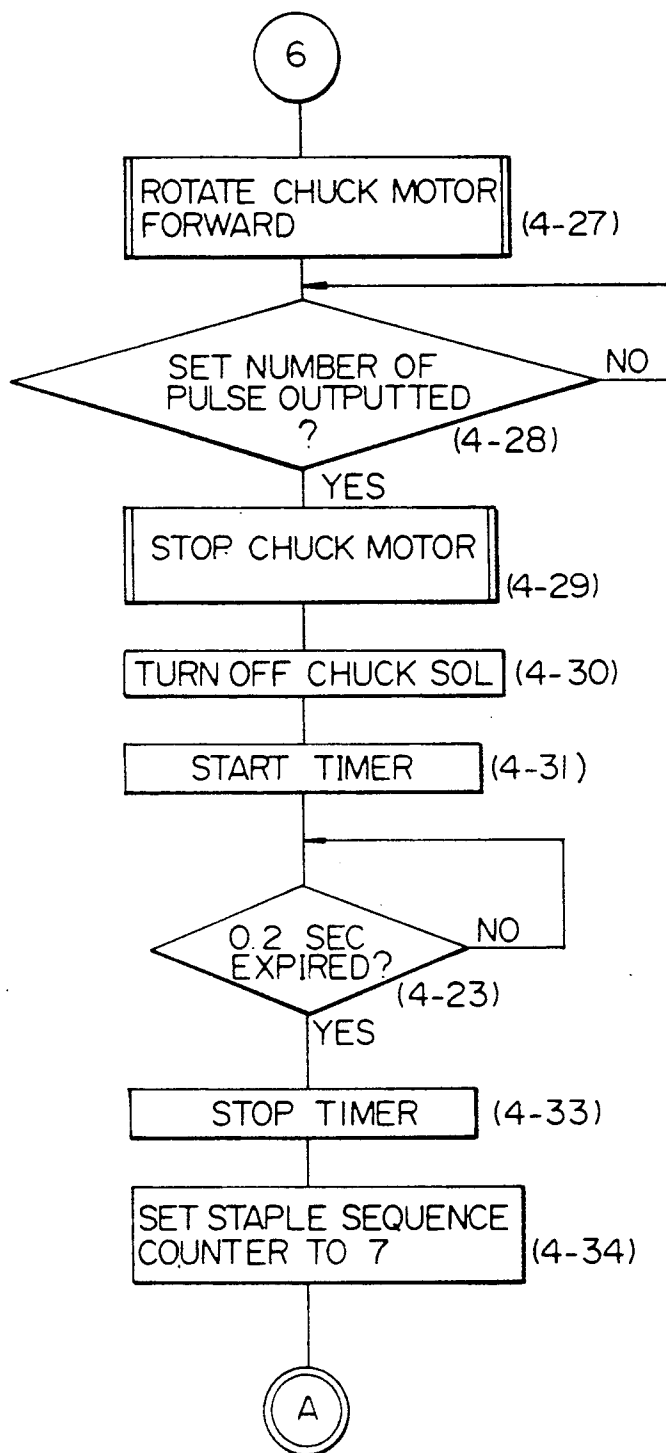 6
ROTATE CHUCK MOTOR
FORWARD
(4-27)
SET NUMBER OF
PULSE OUTPUTTED
?
NO
(4-28)
YES
STOP CHUCK MOTOR
(4-29)
TURN OFF CHUCK SOL (4-30)
START TIMER (4-31)
0.2 SEC
EXPIRED?
NO
(4-23)
YES
STOP TIMER (4-33)
SET STAPLE SEQUENCE
COUNTER TO 7
(4-34)
A